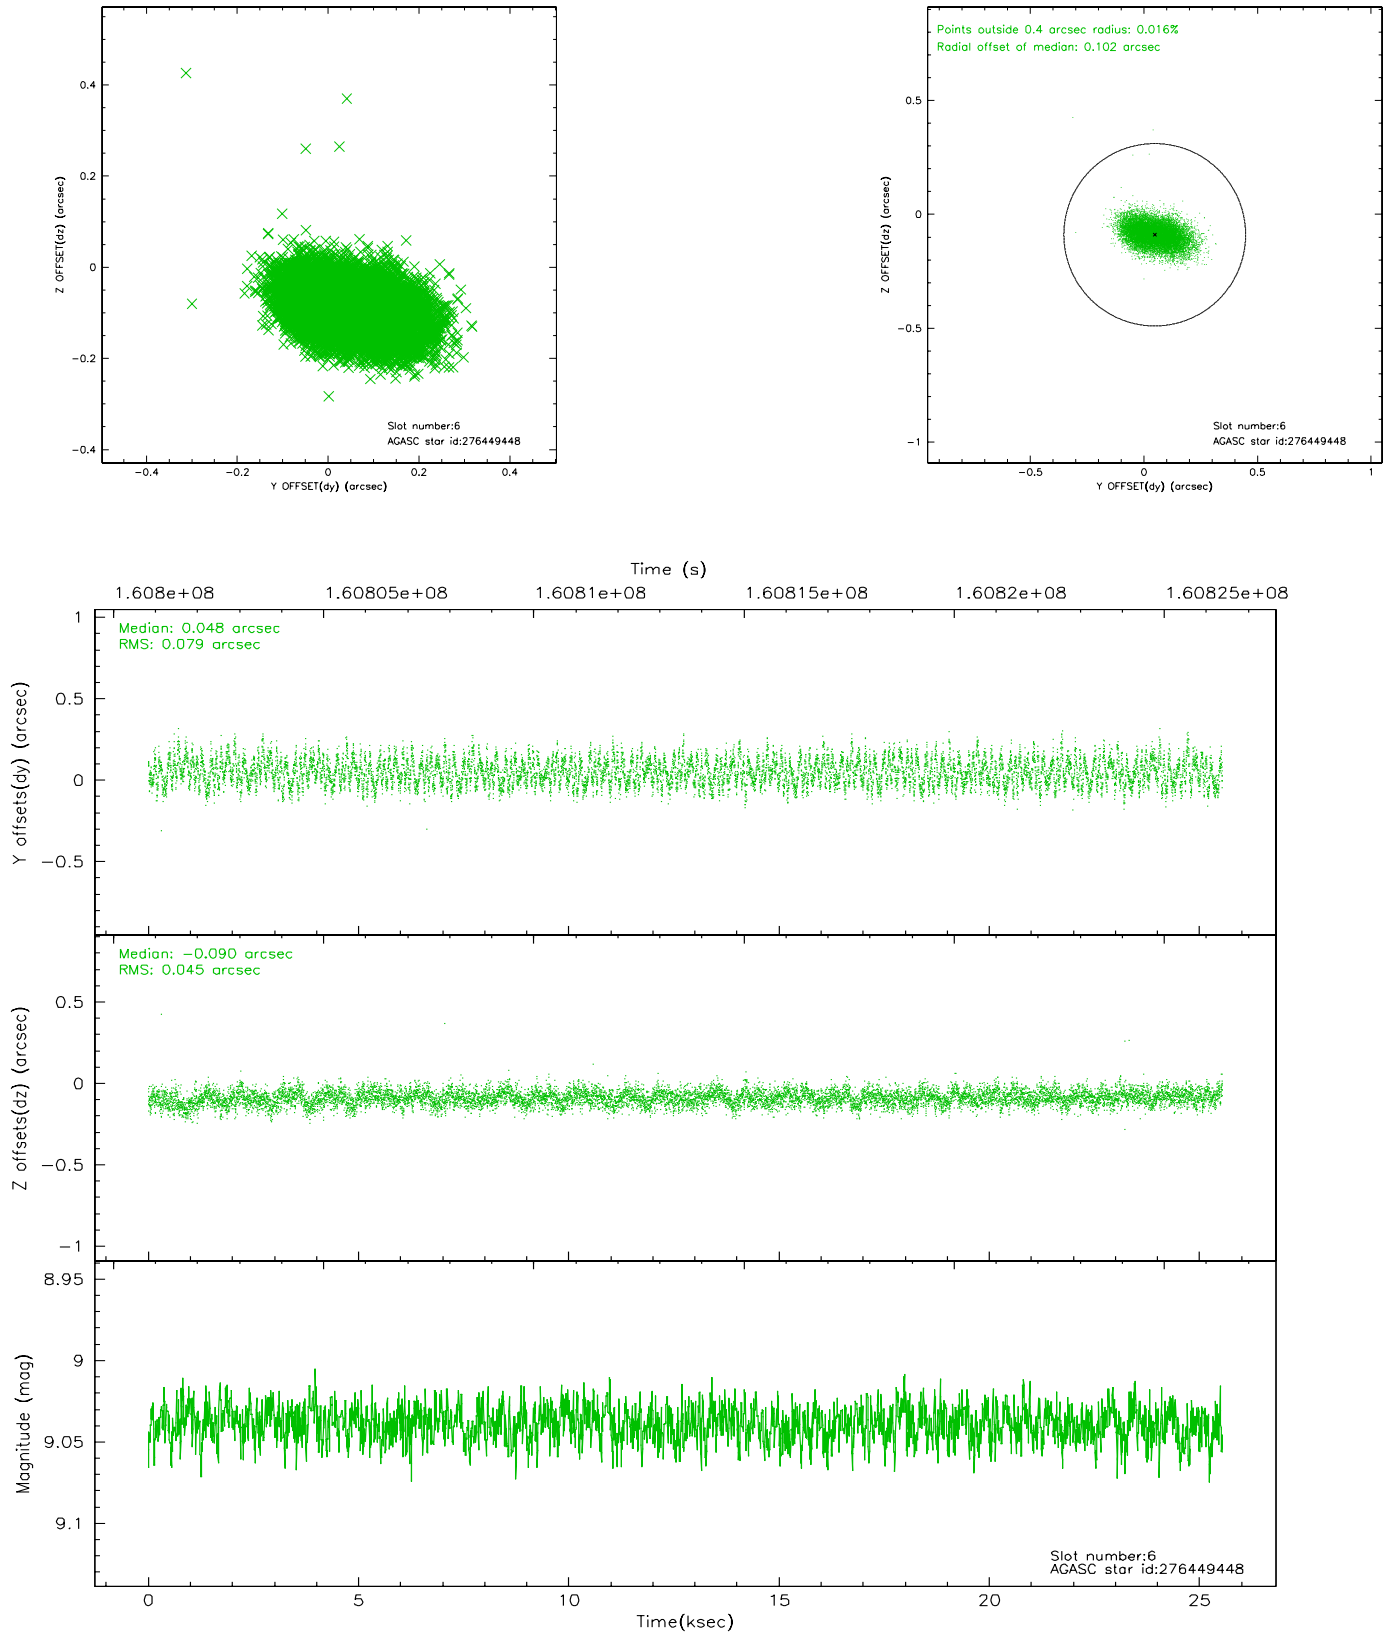 0.4
0.2
0
−0.2
−0.4
Z OFFSET(dz) (arcsec)
−0.4 −0.2 0 0.2 0.4
Y OFFSET(dy) (arcsec)
Slot number:6
AGASC star id:276449448
Points outside 0.4 arcsec radius: 0.016%
Radial offset of median: 0.102 arcsec
0.5
0
−0.5
−1
Z OFFSET(dz) (arcsec)
−0.5 0 0.5 1
Y OFFSET(dy) (arcsec)
Slot number:6
AGASC star id:276449448
Time (s)
1.608e+08 1.60805e+08 1.6081e+08 1.60815e+08 1.6082e+08 1.60825e+08
Median: 0.048 arcsec
RMS: 0.079 arcsec
1
0.5
0
−0.5
Y offsets(dy) (arcsec)
Median: −0.090 arcsec
RMS: 0.045 arcsec
0.5
0
−0.5
−1
Z offsets(dz) (arcsec)
8.95
9
9.05
9.1
Magnitude (mag)
Slot number:6
AGASC star id:276449448
0 5 10 15 20 25
Time(ksec)